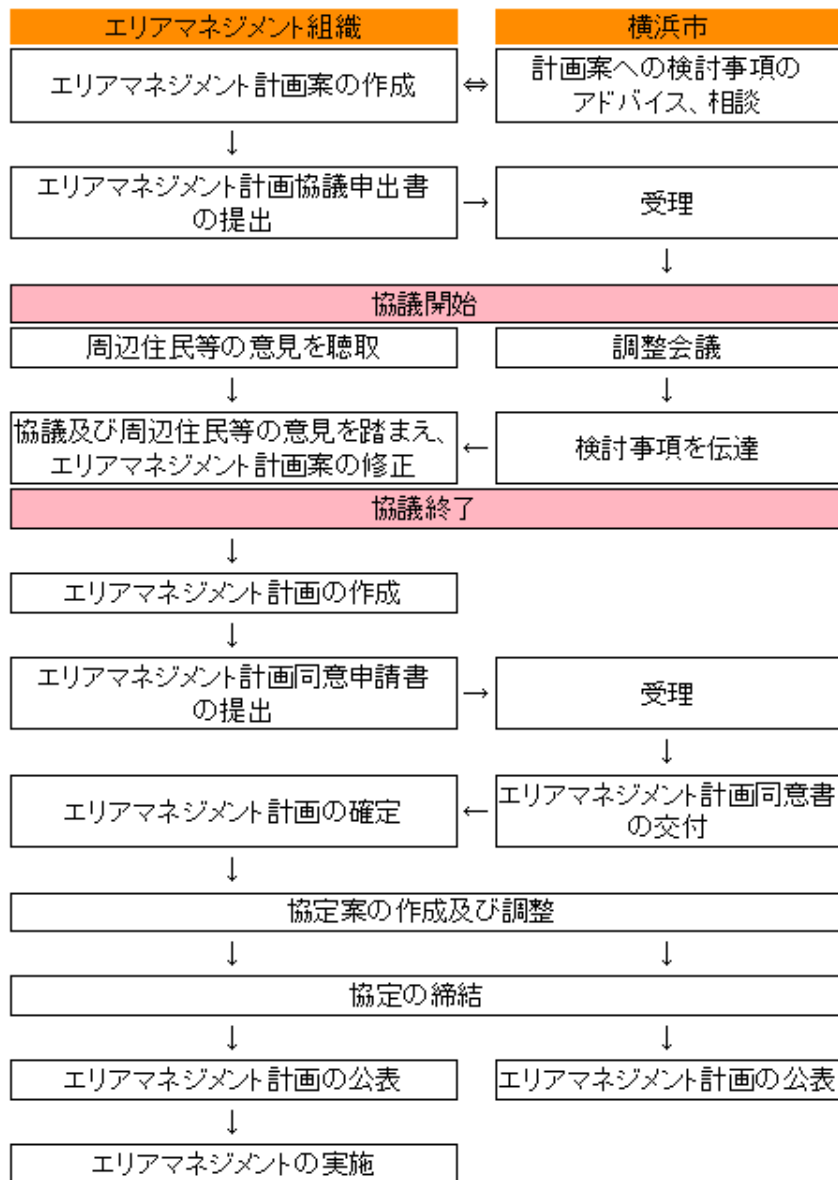 エリアマネジメント組織
横浜市
エリアマネジメント計画案の作成
⇔
計画案への検討事項の
アドバイス、相談
↓
エリアマネジメント計画協議申出書
の提出
→
受理
↓
協議開始
周辺住民等の意見を聴取
調整会議
↓
↓
協議及び周辺住民等の意見を踏まえ、
エリアマネジメント計画案の修正
←
検討事項を伝達
協議終了
↓
エリアマネジメント計画の作成
↓
エリアマネジメント計画同意申請書
の提出
→
受理
↓
エリアマネジメント計画の確定
←
エリアマネジメント計画同意書
の交付
↓
協定案の作成及び調整
↓
↓
協定の締結
↓
↓
エリアマネジメント計画の公表
エリアマネジメント計画の公表
↓
エリアマネジメントの実施